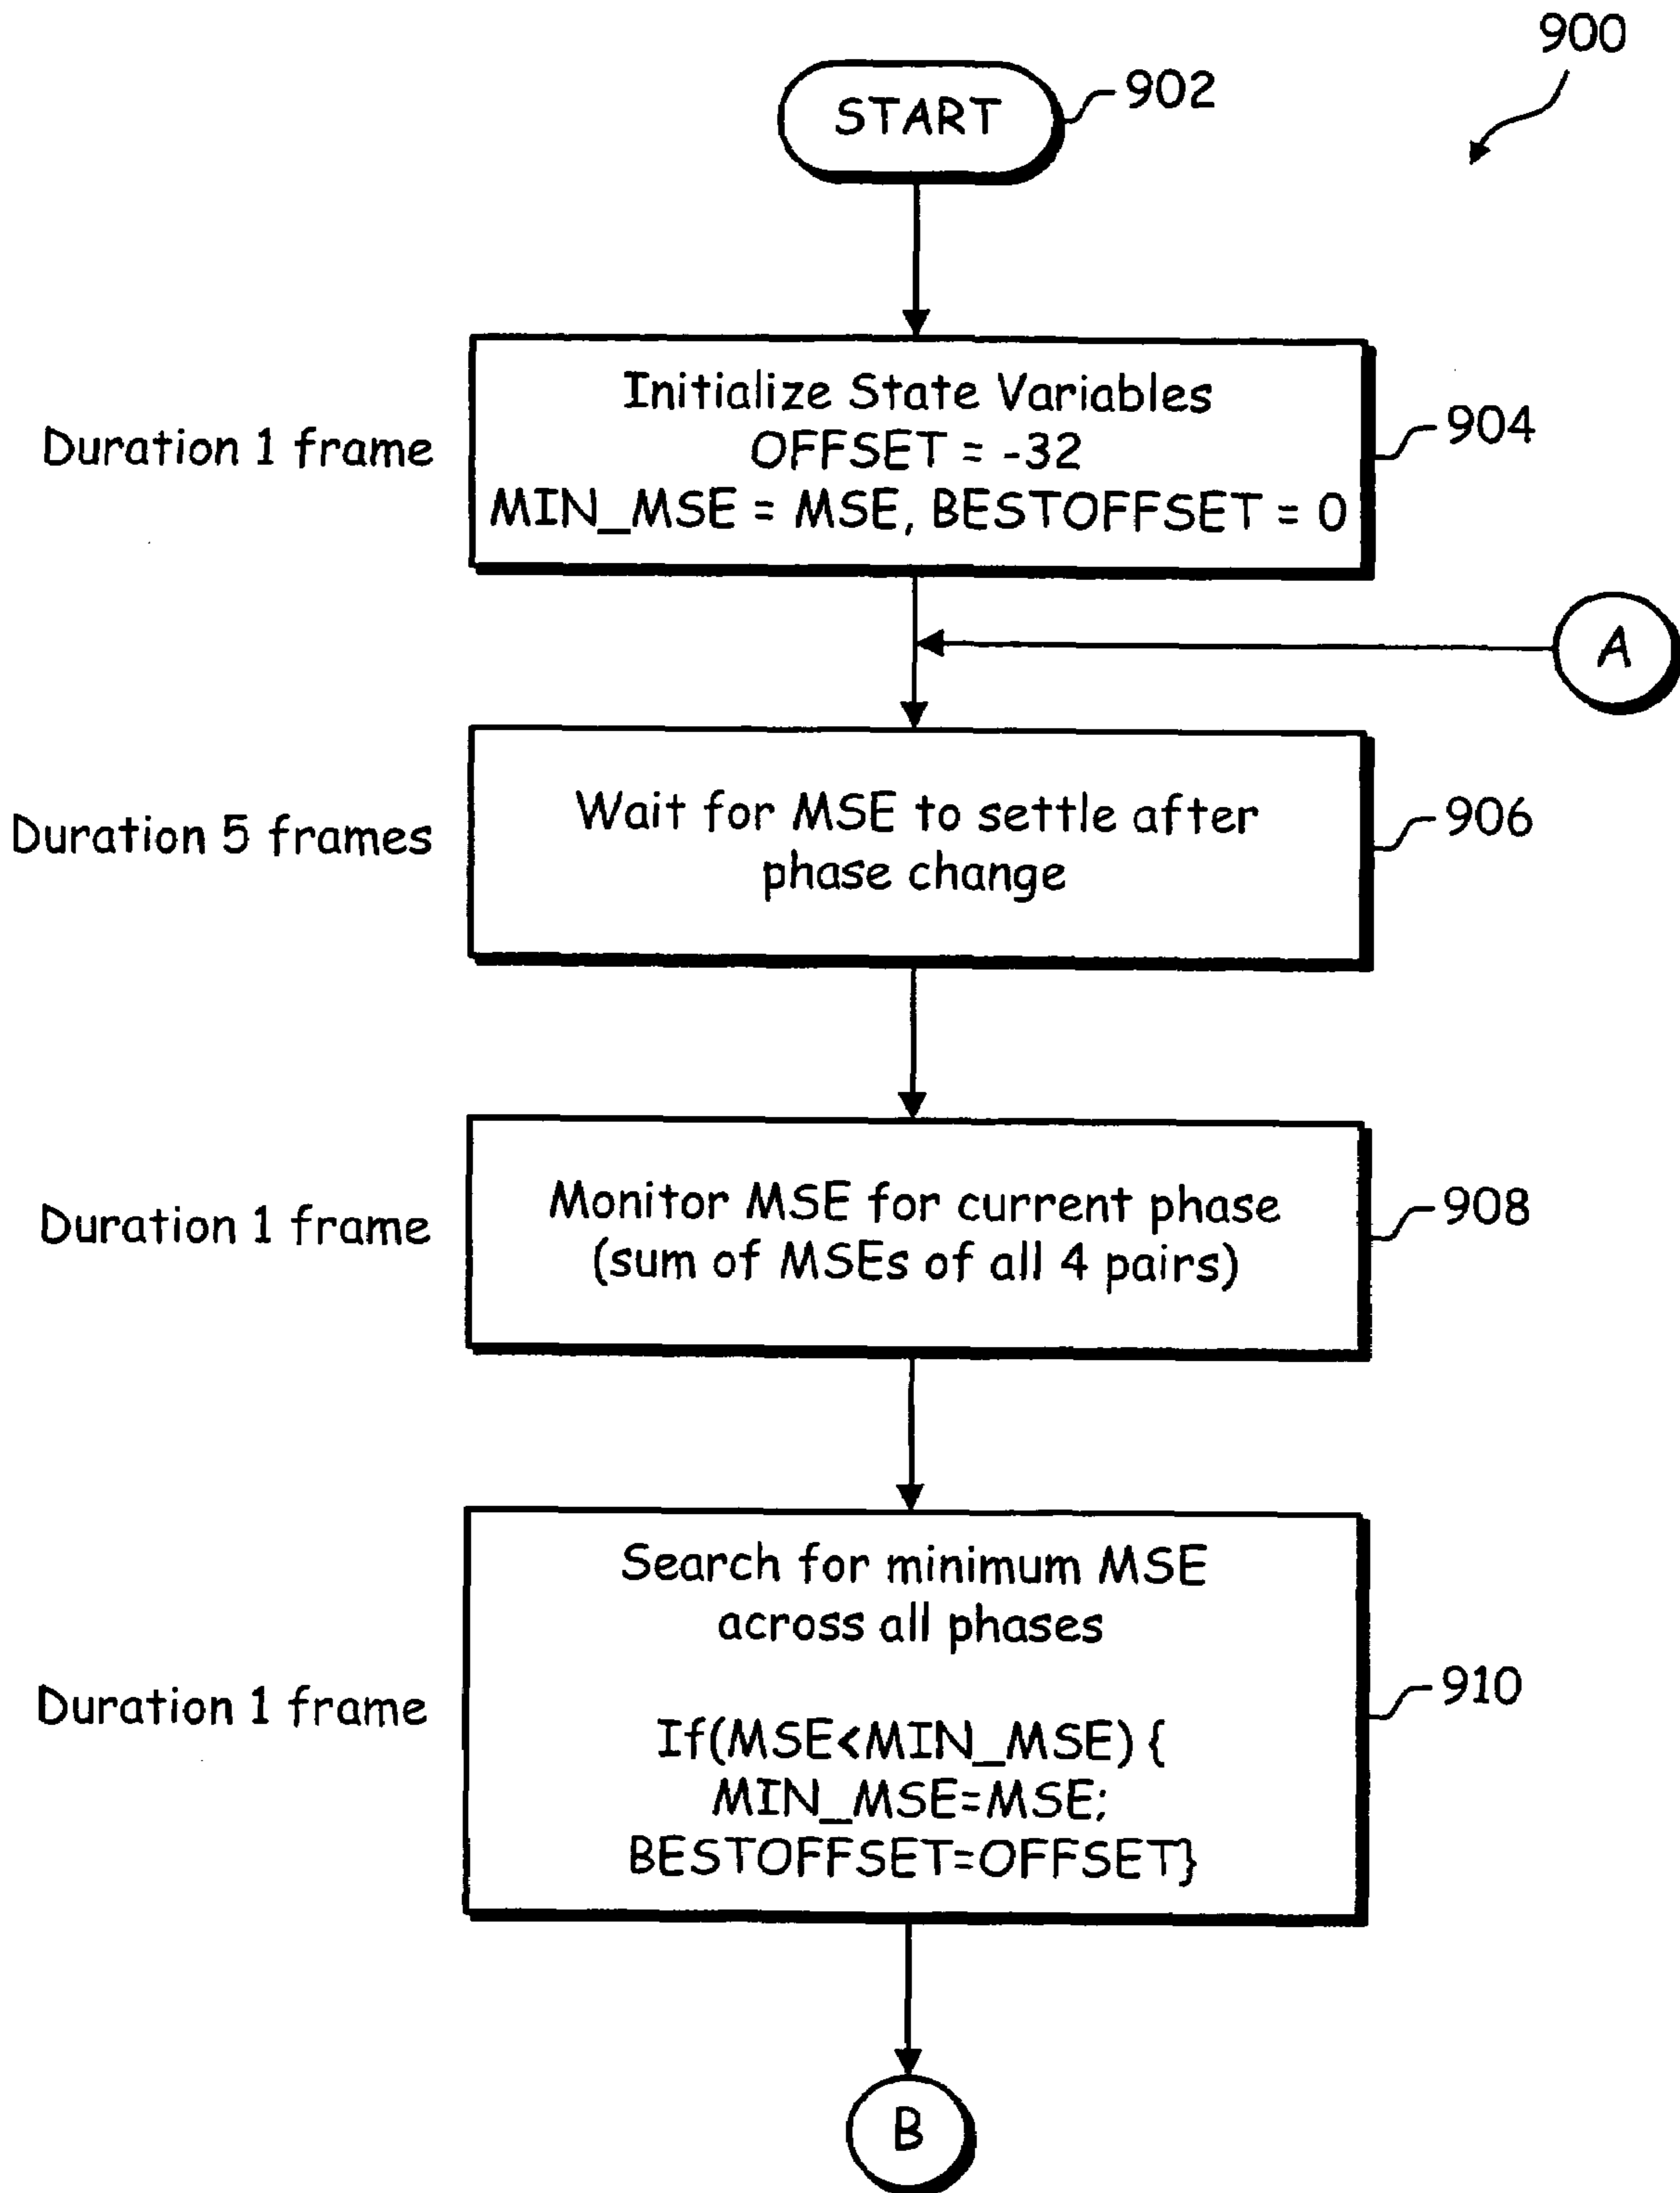 900
START
902
Initialize State Variables
OFFSET = -32
MIN_MSE = MSE, BESTOFFSET = 0
Duration 1 frame
904
A
Wait for MSE to settle after
phase change
Duration 5 frames
906
Monitor MSE for current phase
(sum of MSEs of all 4 pairs)
Duration 1 frame
908
Search for minimum MSE
across all phases
If(MSE<MIN_MSE) {
MIN_MSE=MSE;
BESTOFFSET=OFFSET}
Duration 1 frame
910
B